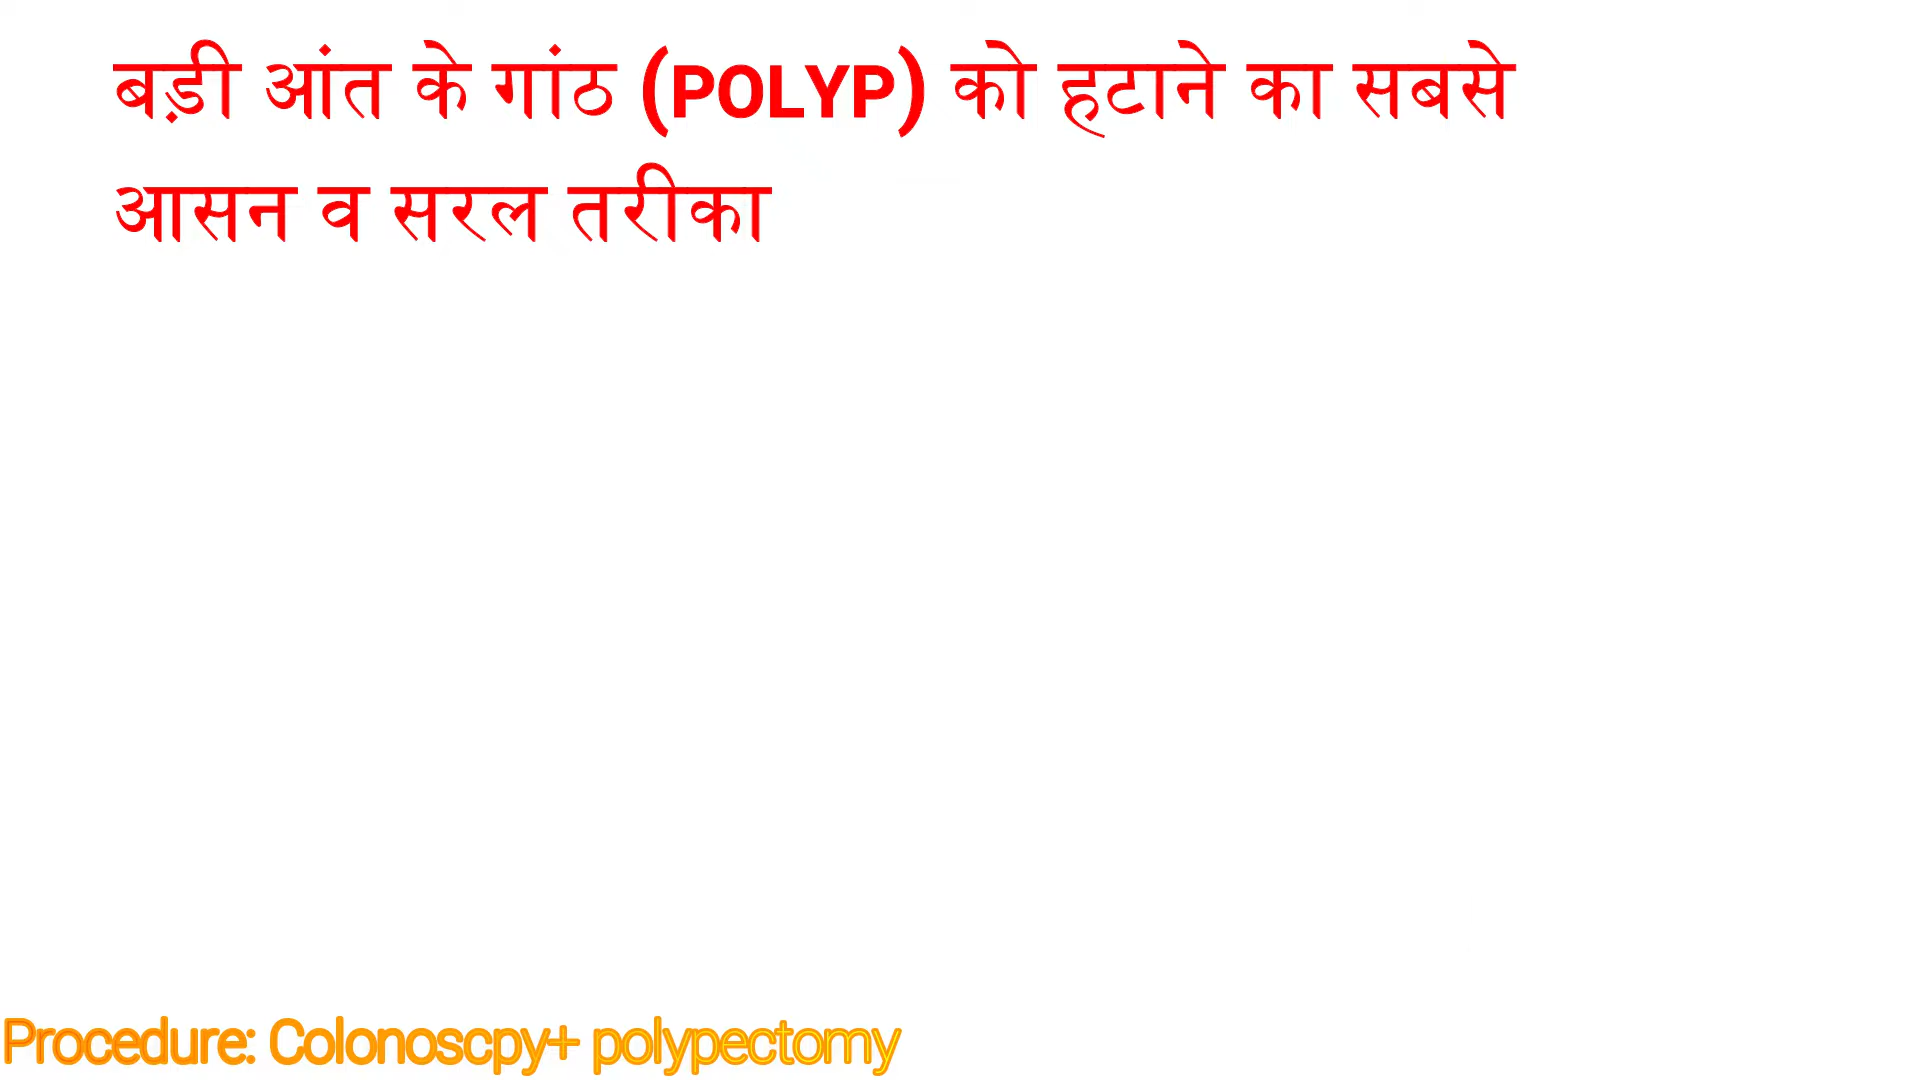 बड़ी आंत के गांठ (POLYP) को हटाने का सबसे
आसन व सरल तरीका
Procedure: Colonoscpy+ polypectomy